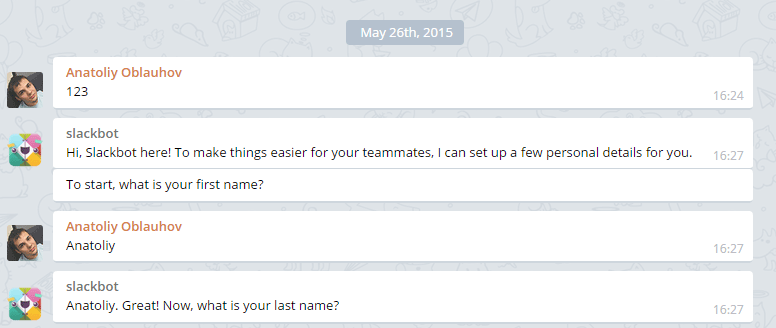 May 26th, 2015
Anatoliy Oblauhov
123
16:24
slackbot
Hi, Slackbot here! To make things easier for your teammates, I can set up a few personal details for you.
16:27
To start, what is your first name?
Anatoliy Oblauhov
Anatoliy
16:27
slackbot
Anatoliy. Great! Now, what is your last name?
16:27